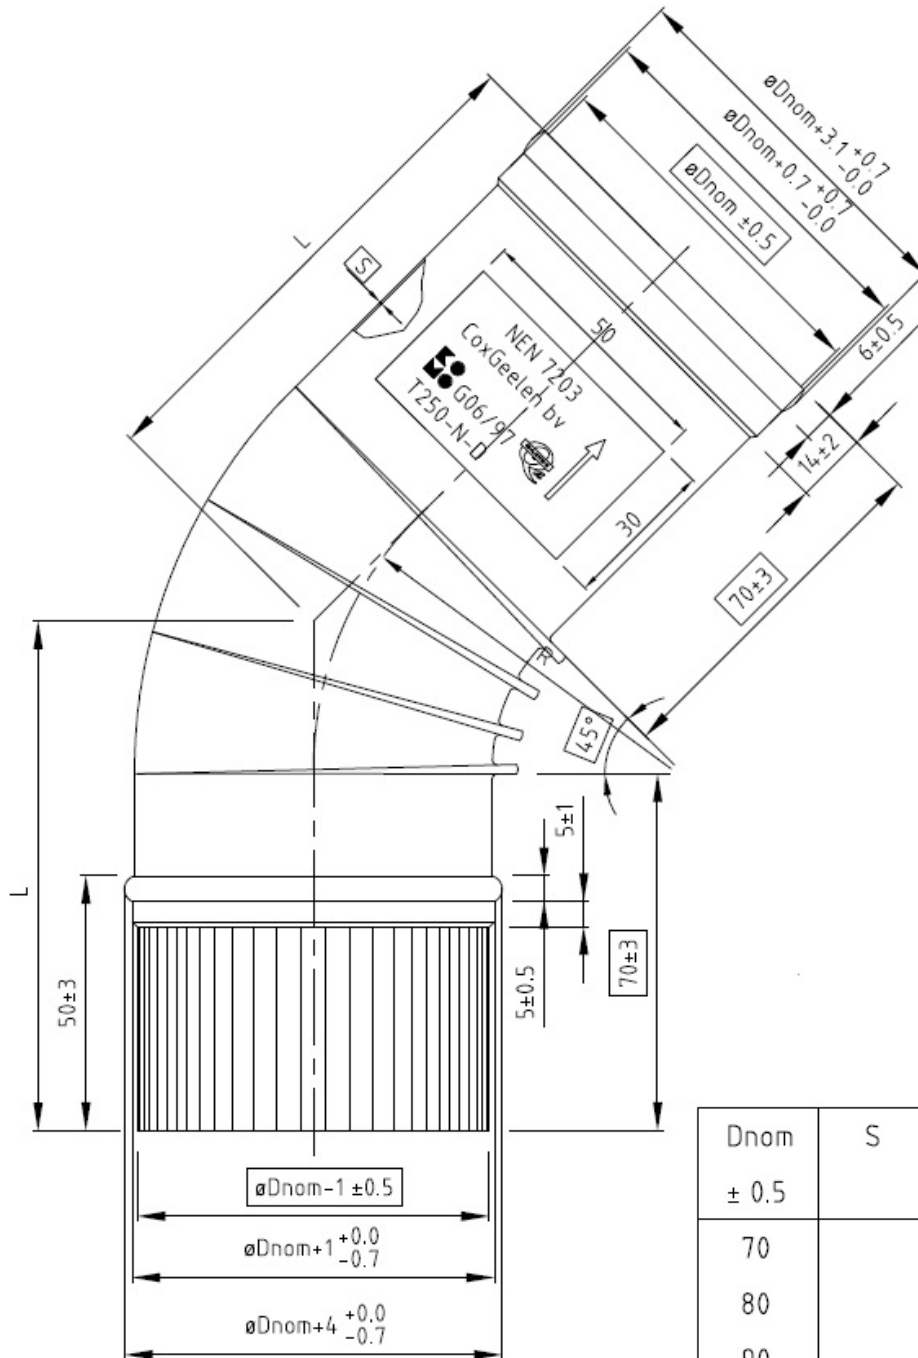 øDnom+3.1 +0.7 -0.0
øDnom+0.7 +0.7 -0.0
øDnom ±0.5
L
S
50
NEN 7203
CoxGeelen bv
KOMO G06/97
T250-N-D
30
6±0.5
14±2
70±3
R
45°
5±1
L
50±3
5±0.5
70±3
øDnom-1 ±0.5
øDnom+1 +0.0 -0.7
øDnom+4 +0.0 -0.7
Dnom S
± 0.5
70
80
90